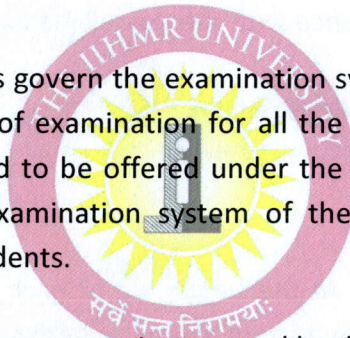 THE IIHMR UNIVERSITY
s govern the examination sy
of examination for all the
d to be offered under the
xamination system of the
dents.
सर्वे सन्तु निरामयाः